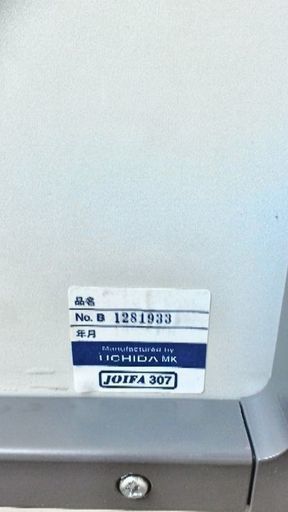 品名
No. B 1281933
年月
Manufactured by
UCHIDA MK
JOIFA 307